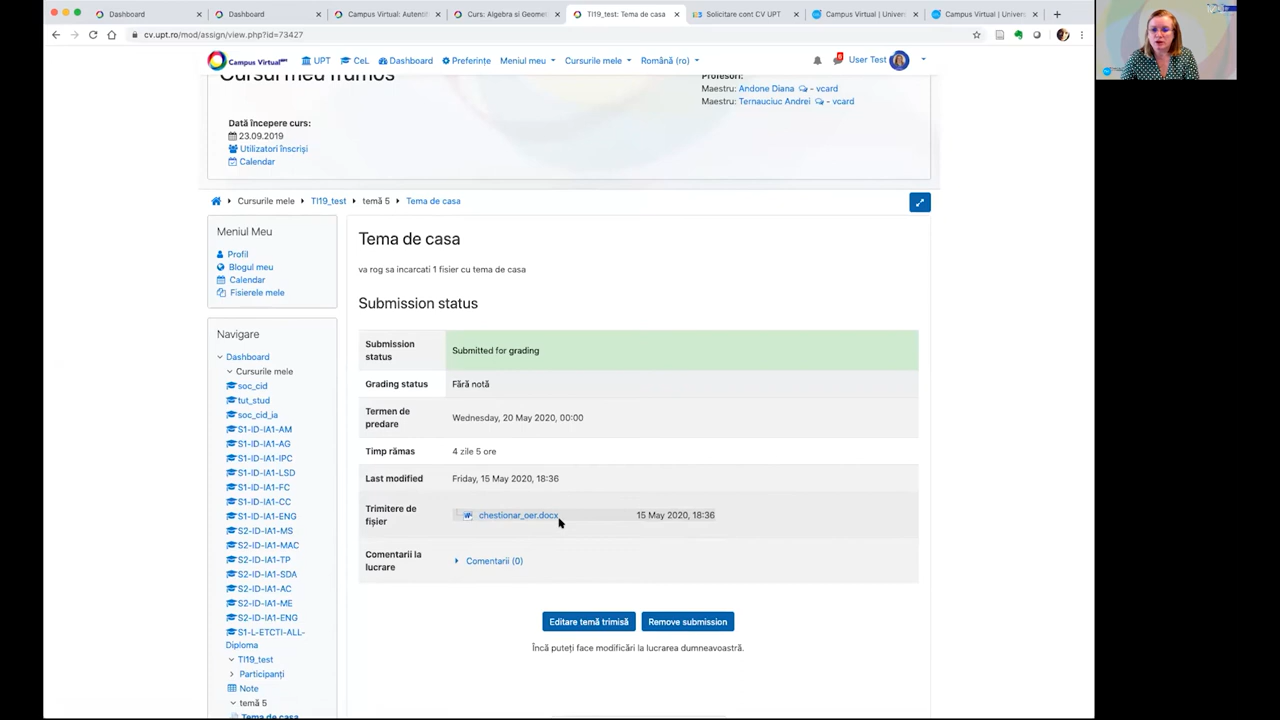 Dashboard
Dashboard
Campus Virtual: Autentif
Curs: Algebra si Geomet
TI19_test: Tema de casa
Solicitare cont CV UPT
Campus Virtual | Univers
Campus Virtual | Univers
cv.upt.ro/mod/assign/view.php?id=73427
Campus Virtual
UPT
CeL
Dashboard
Preferințe
Meniul meu
Cursurile mele
Română (ro)
User Test
Cursul meu frumos
Profesori:
Maestru: Andone Diana - vcard
Maestru: Ternauciuc Andrei - vcard
Dată începere curs:
23.09.2019
Utilizatori înscriși
Calendar
Cursurile mele
TI19_test
temă 5
Tema de casa
Meniul Meu
Profil
Blogul meu
Calendar
Fisierele mele
Navigare
Dashboard
Cursurile mele
soc_cid
tut_stud
soc_cid_ia
S1-ID-IA1-AM
S1-ID-IA1-AG
S1-ID-IA1-IPC
S1-ID-IA1-LSD
S1-ID-IA1-FC
S1-ID-IA1-CC
S1-ID-IA1-ENG
S2-ID-IA1-MS
S2-ID-IA1-MAC
S2-ID-IA1-TP
S2-ID-IA1-SDA
S2-ID-IA1-AC
S2-ID-IA1-ME
S2-ID-IA1-ENG
S1-L-ETCTI-ALL-
Diploma
TI19_test
Participanți
Note
temă 5
Tema de casa
Tema de casa
va rog sa incarcati 1 fisier cu tema de casa
Submission status
Submission
status
Submitted for grading
Grading status
Fără notă
Termen de
predare
Wednesday, 20 May 2020, 00:00
Timp rămas
4 zile 5 ore
Last modified
Friday, 15 May 2020, 18:36
Trimitere de
fișier
chestionar_oer.docx
15 May 2020, 18:36
Comentarii la
lucrare
Comentarii (0)
Editare temă trimisă
Remove submission
Încă puteți face modificări la lucrarea dumneavoastră.